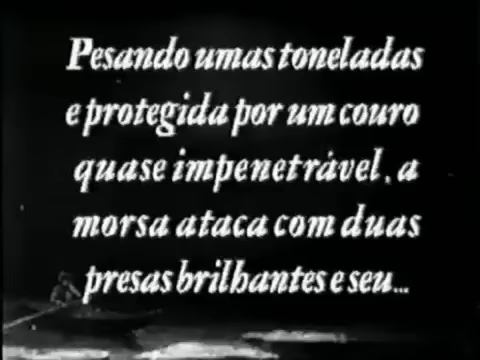 Pesando umas toneladas
e protegida por um couro
quase impenetrável, a
morsa ataca com duas
presas brilhantes e seu...